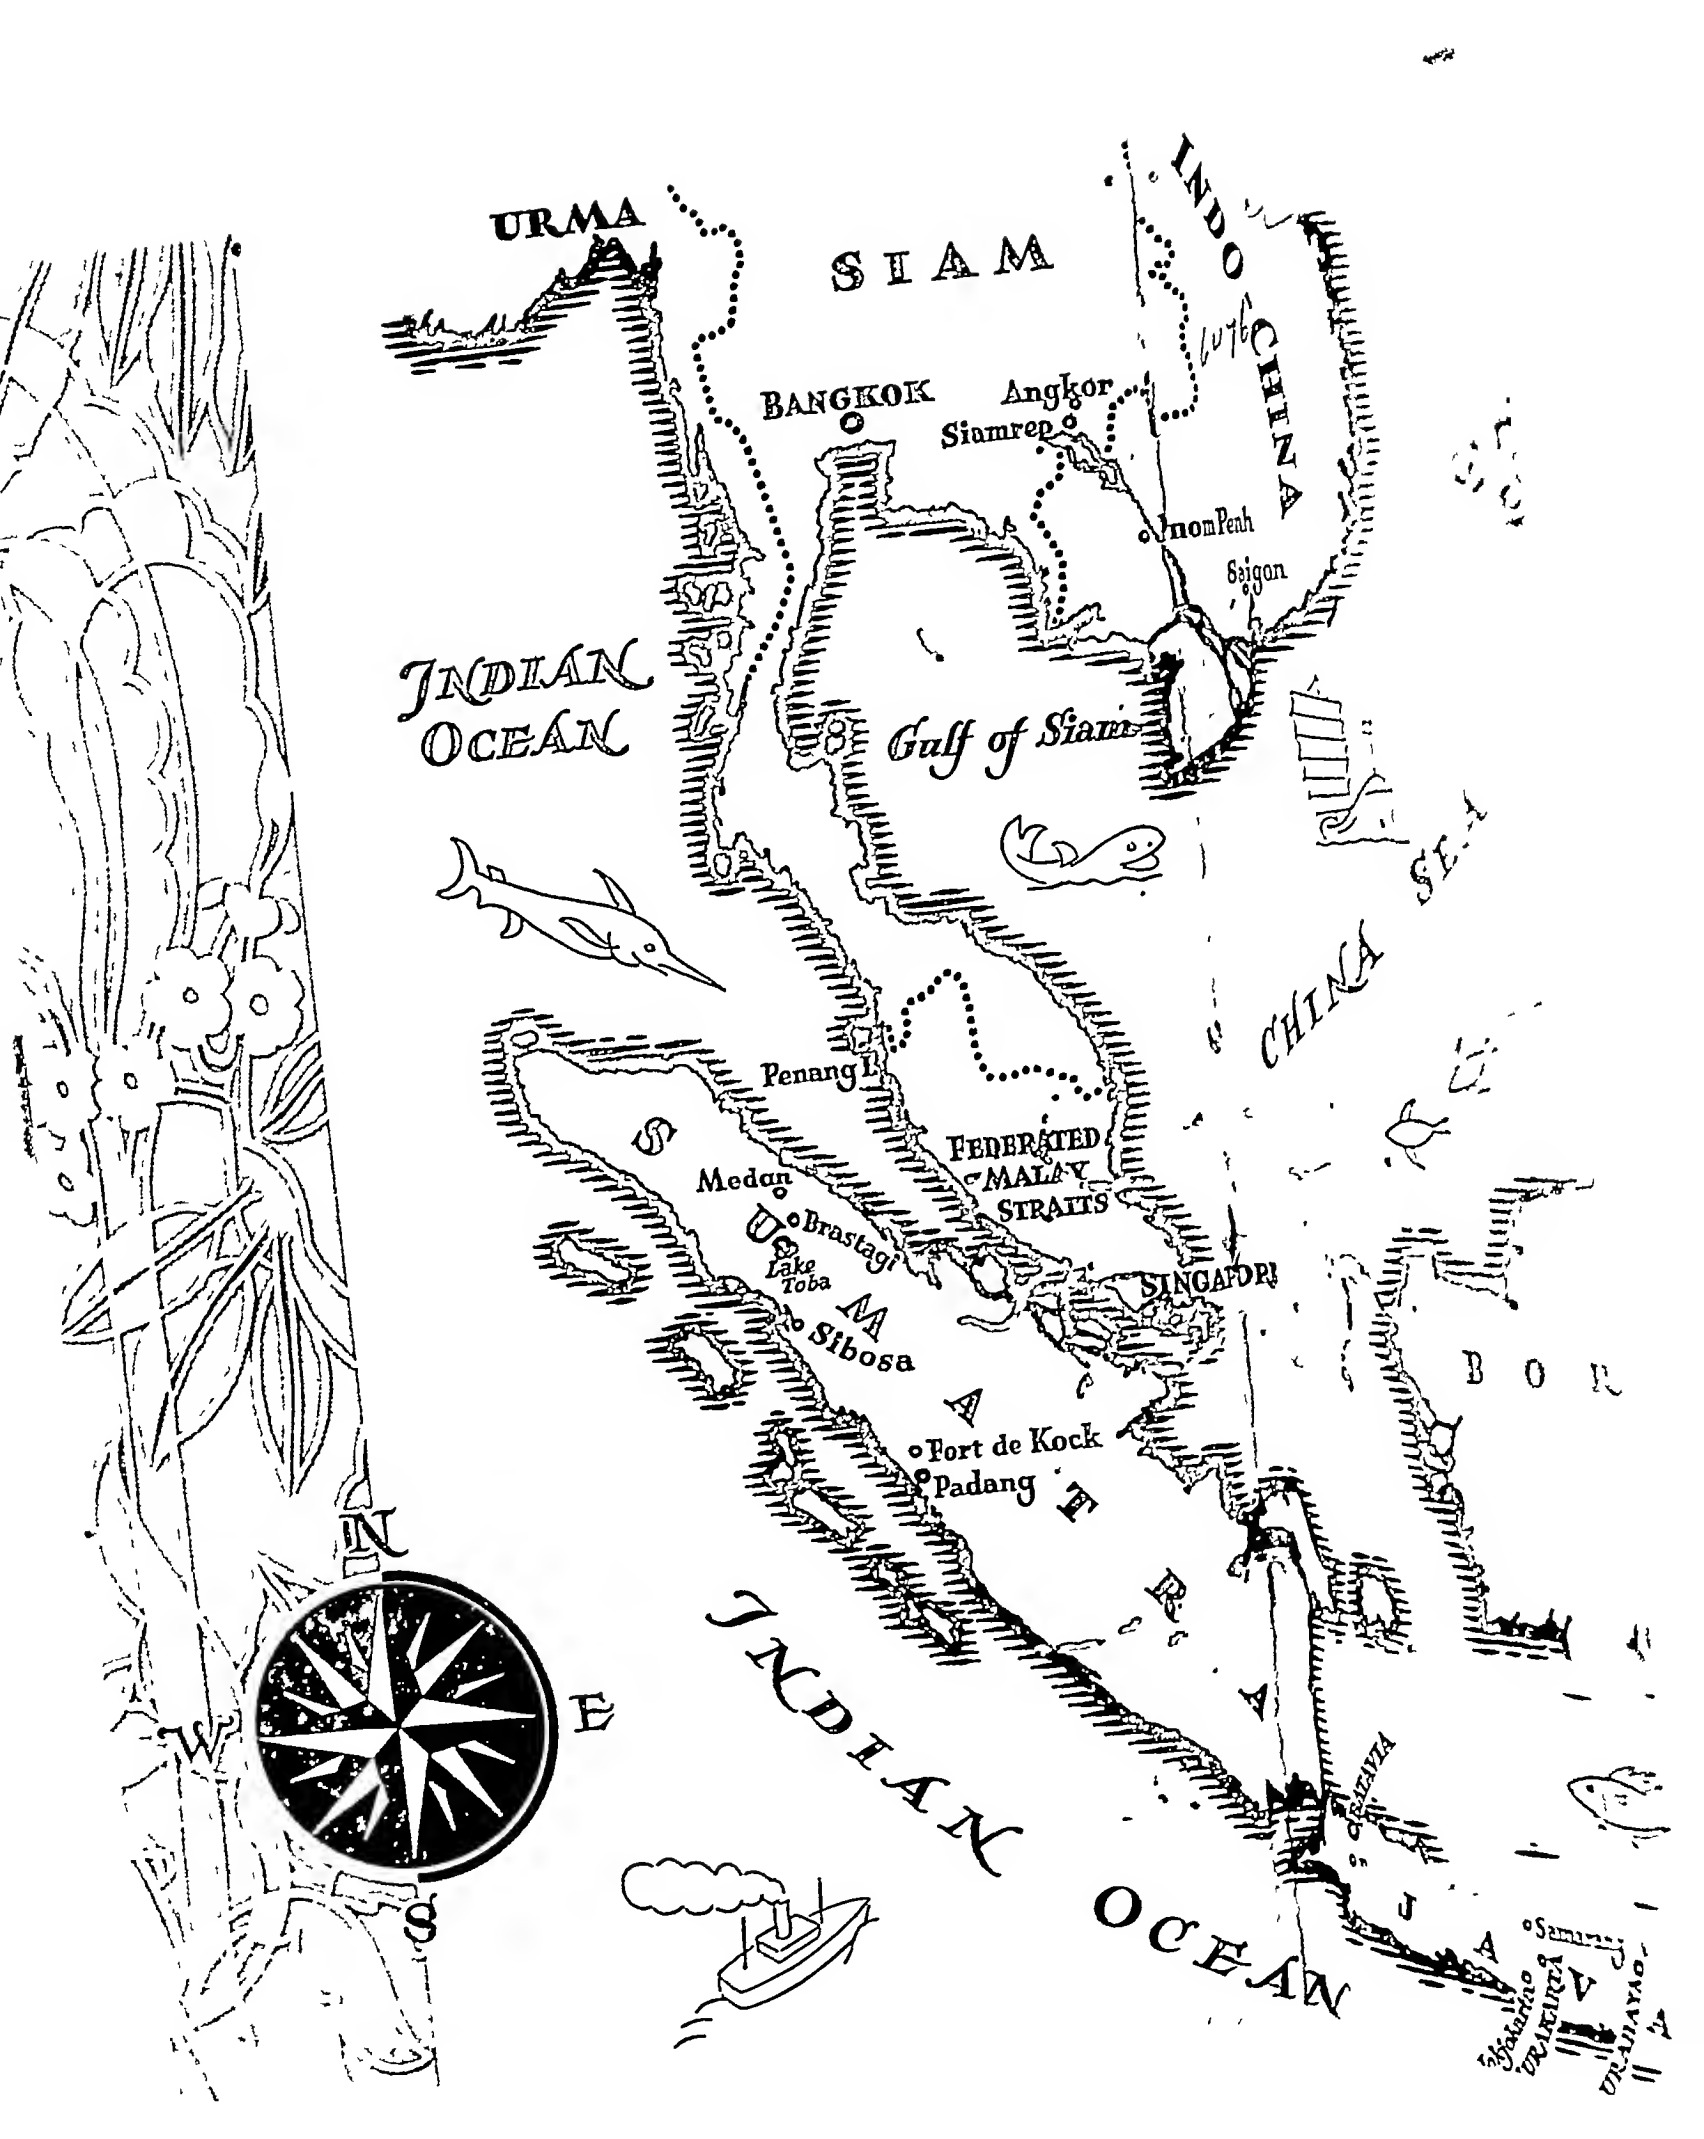 URMA
SIAM
INDO CHINA
BANGKOK
Angkor
Siamrep
nomPenh
Saigon
INDIAN
OCEAN
Gulf of Siam
CHINA SEA
Penang I.
FEDERATED
MALAY
STRAITS
SUMATRA
Medan
Brastagi
Lake
Toba
SINGAPOR
Sibosa
BOR
Fort de Kock
Padang
N
W
E
S
INDIAN OCEAN
BATAVIA
JAVA